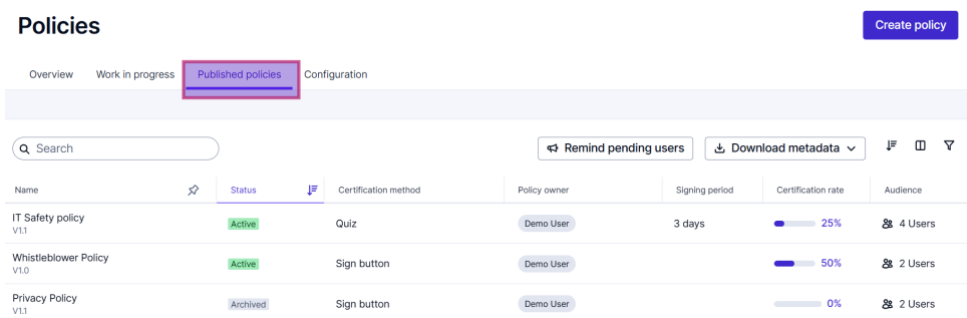 Policies
Create policy
Overview Work in progress Published policies Configuration
Search Remind pending users Download metadata
Name Status Certification method Policy owner Signing period Certification rate Audience
IT Safety policy
V1.1
Active Quiz Demo User 3 days 25% 4 Users
Whistleblower Policy
V1.0
Active Sign button Demo User 50% 2 Users
Privacy Policy
V1.1
Archived Sign button Demo User 0% 2 Users